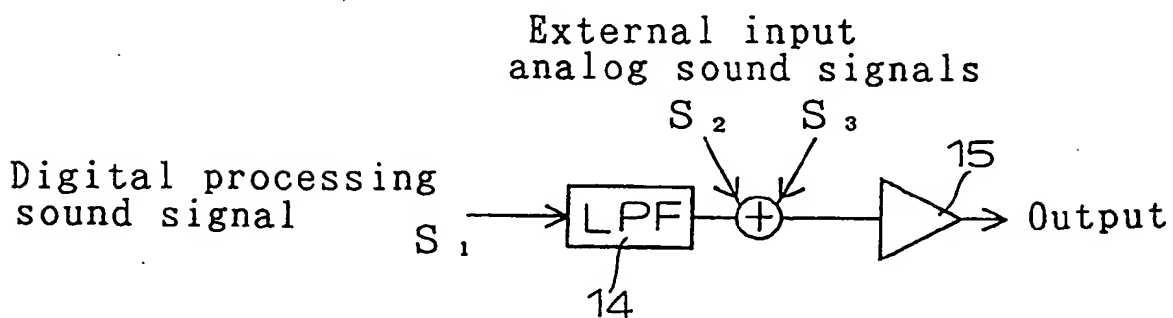 External input
analog sound signals
S 2 S 3
15
Digital processing
sound signal
S 1
LPF
Output
14